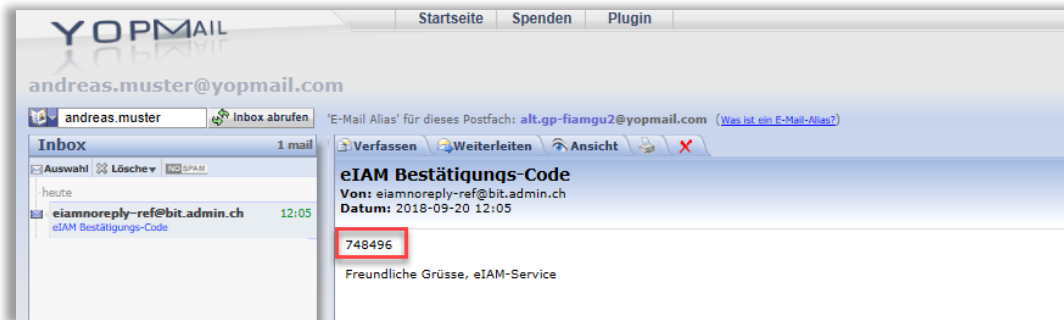 YOPMAIL
Startseite Spenden Plugin
andreas.muster@yopmail.com
andreas.muster Inbox abrufen 'E-Mail Alias' für dieses Postfach: alt.gp-fiamgu2@yopmail.com (Was ist ein E-Mail-Alias?)
Inbox 1 mail
Verfassen Weiterleiten Ansicht
Auswahl Lösche NO SPAM
heute
eiamnoreply-ref@bit.admin.ch 12:05
eIAM Bestätigungs-Code
eIAM Bestätigungs-Code
Von: eiamnoreply-ref@bit.admin.ch
Datum: 2018-09-20 12:05
748496
Freundliche Grüsse, eIAM-Service